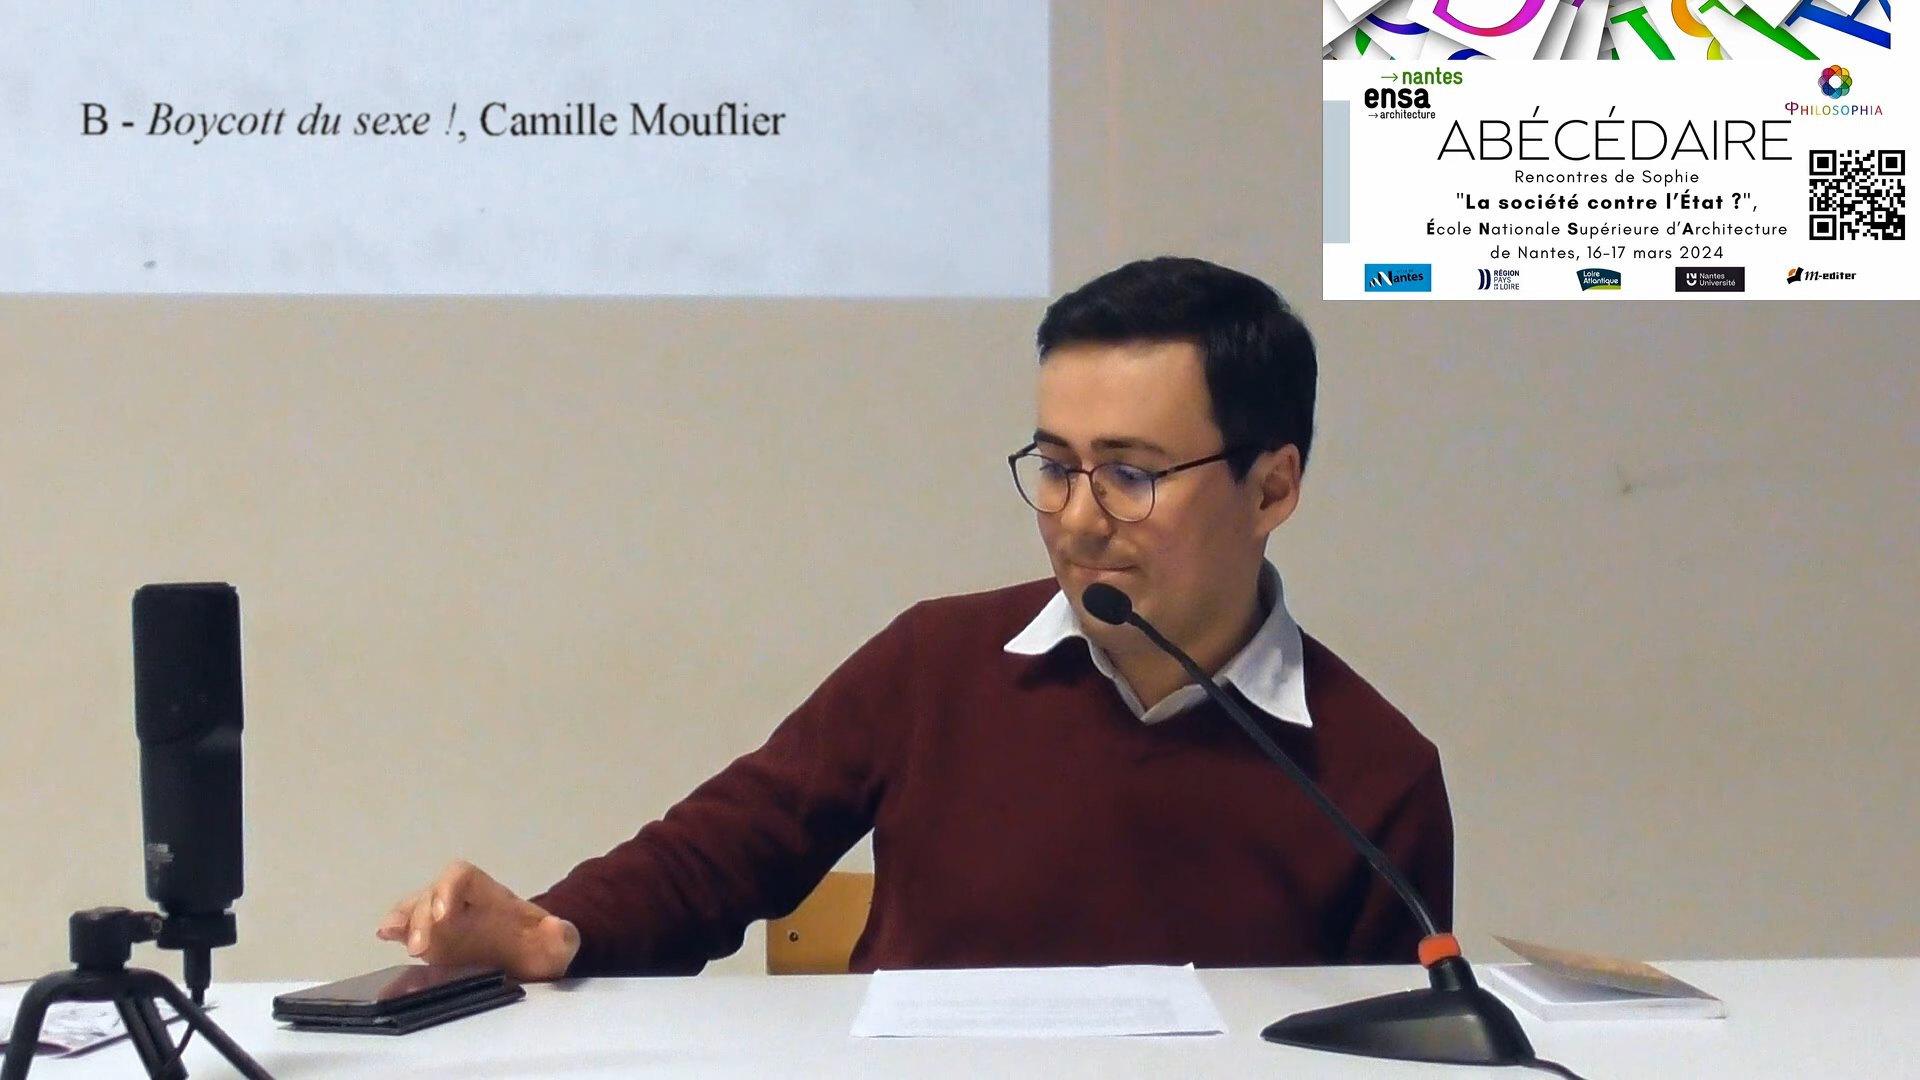 B - Boycott du sexe !, Camille Mouflier
→nantes
ensa
→architecture
PHILOSOPHIA
ABÉCÉDAIRE
Rencontres de Sophie
"La société contre l'État ?",
École Nationale Supérieure d'Architecture
de Nantes, 16-17 mars 2024
Nantes
RÉGION
PAYS
DE LA
LOIRE
Loire
Atlantique
Nantes
Université
m-editer